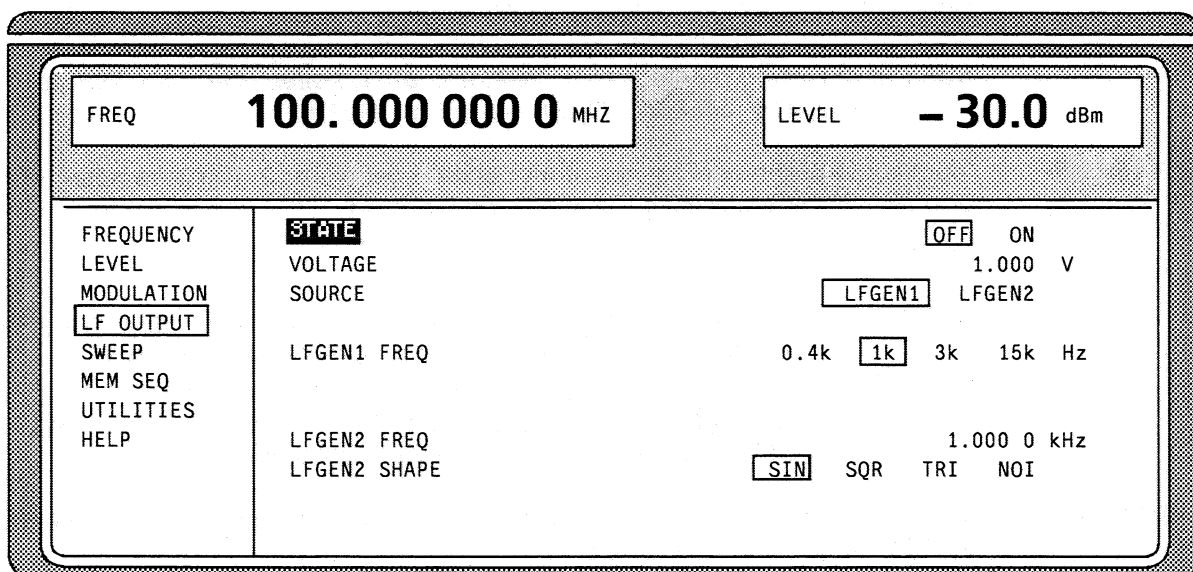 FREQ 100. 000 000 0 MHZ LEVEL – 30.0 dBm
FREQUENCY STATE OFF ON
LEVEL VOLTAGE 1.000 V
MODULATION SOURCE LFGEN1 LFGEN2
LF OUTPUT
SWEEP LFGEN1 FREQ 0.4k 1k 3k 15k Hz
MEM SEQ
UTILITIES
HELP LFGEN2 FREQ 1.000 0 kHz
LFGEN2 SHAPE SIN SQR TRI NOI